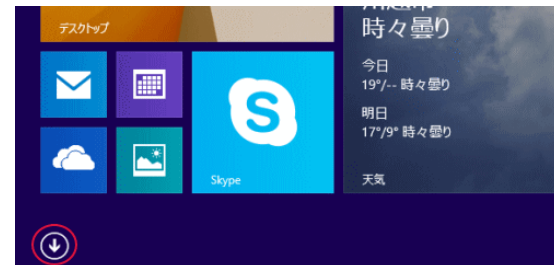 デスクトップ
Skype
時々曇り
今日
19°/-- 時々曇り
明日
17°/9° 時々曇り
天気